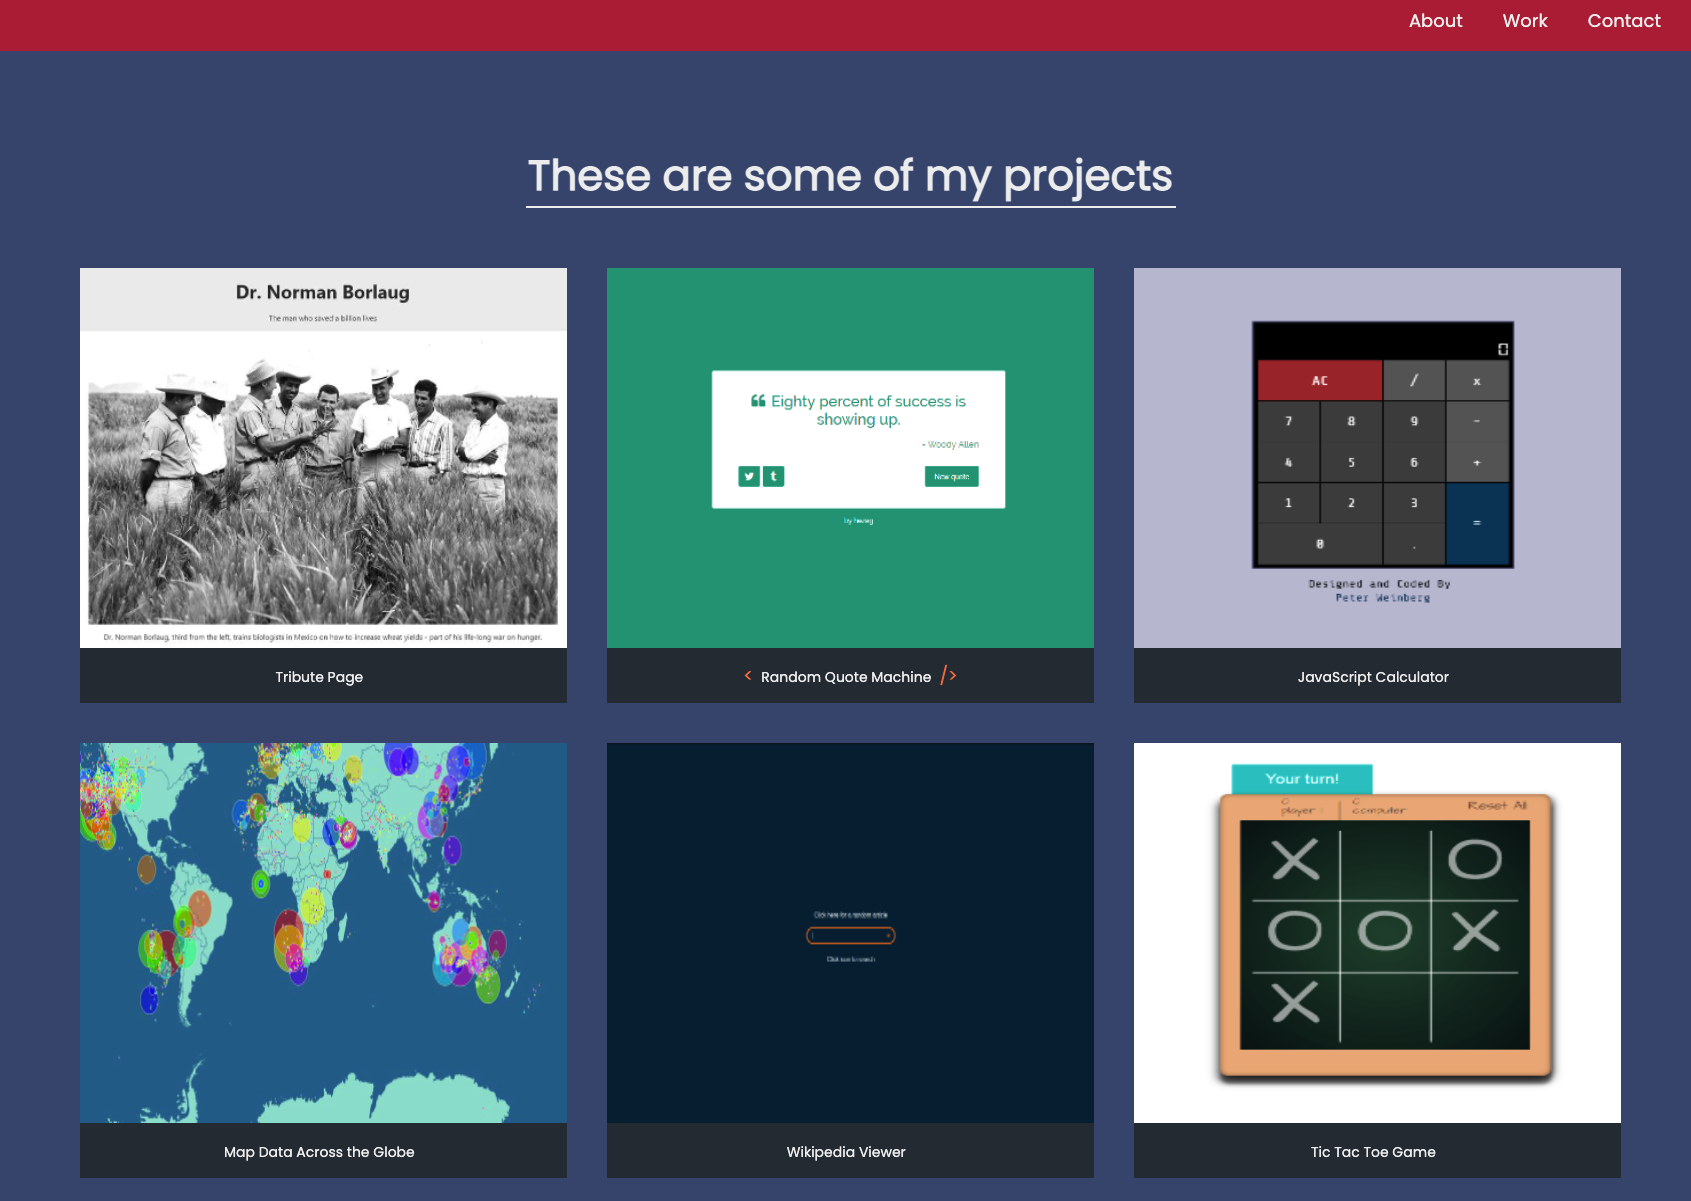 About Work Contact
These are some of my projects
Dr. Norman Borlaug
The man who saved a billion lives
Dr. Norman Borlaug, third from the left, trains biologists in Mexico on how to increase wheat yields - part of his life-long war on hunger.
Tribute Page
“ Eighty percent of success is
showing up.
- Woody Allen
t
New quote
by hezag
< Random Quote Machine />
0
AC / x
7 8 9 -
4 5 6 +
1 2 3
=
0 .
Designed and Coded By
Peter Weinberg
JavaScript Calculator
Map Data Across the Globe
Click here for a random article
Click icon to search
Wikipedia Viewer
Your turn!
0 0
player : computer Reset All
X O
O O X
X
Tic Tac Toe Game